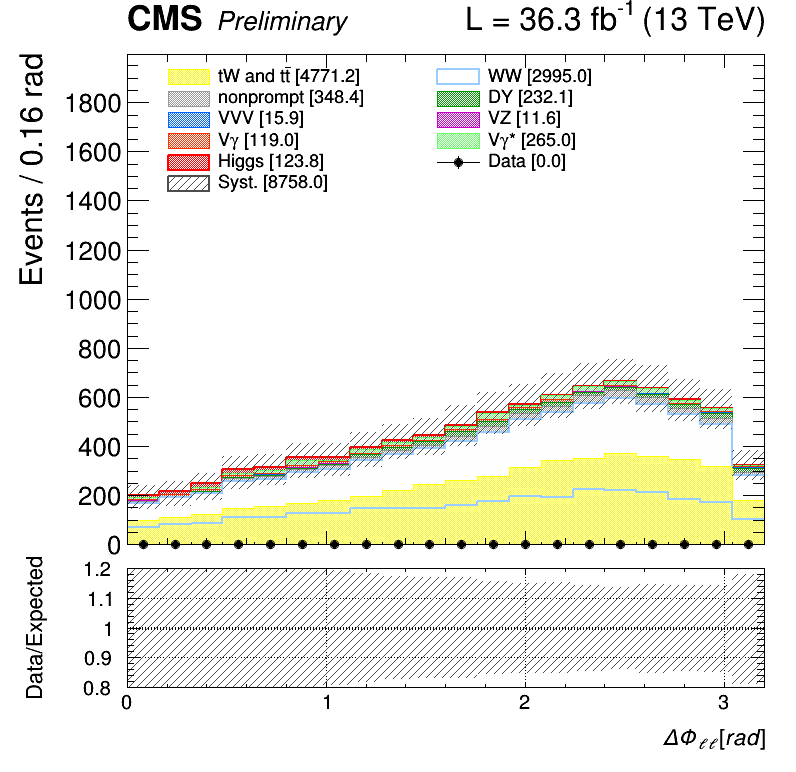 CMS Preliminary L = 36.3 fb⁻¹ (13 TeV)
Events / 0.16 rad
tW and tt̄ [4771.2] WW [2995.0]
nonprompt [348.4] DY [232.1]
VVV [15.9] VZ [11.6]
Vγ [119.0] Vγ* [265.0]
Higgs [123.8] Data [0.0]
Syst. [8758.0]
1800
1600
1400
1200
1000
800
600
400
200
0
Data/Expected
1.2
1.1
1
0.9
0.8
0 1 2 3
ΔΦℓℓ[rad]